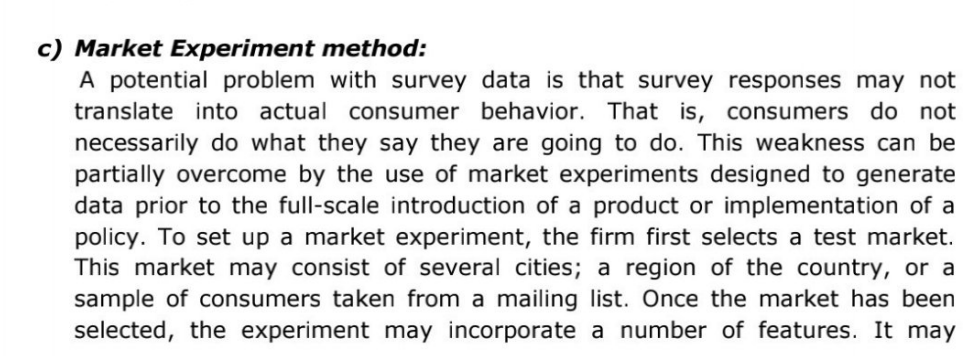 c) Market Experiment method:
A potential problem with survey data is that survey responses may not
translate into actual consumer behavior. That is, consumers do not
necessarily do what they say they are going to do. This weakness can be
partially overcome by the use of market experiments designed to generate
data prior to the full-scale introduction of a product or implementation of a
policy. To set up a market experiment, the firm first selects a test market.
This market may consist of several cities; a region of the country, or a
sample of consumers taken from a mailing list. Once the market has been
selected, the experiment may incorporate a number of features. It may